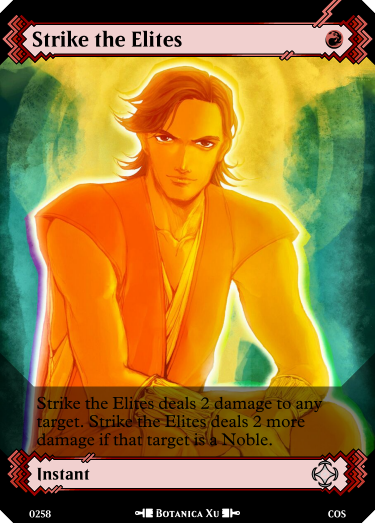 Strike the Elites
Strike the Elites deals 2 damage to any
target. Strike the Elites deals 2 more
damage if that target is a Noble.
Instant
0258 Botanica Xu COS